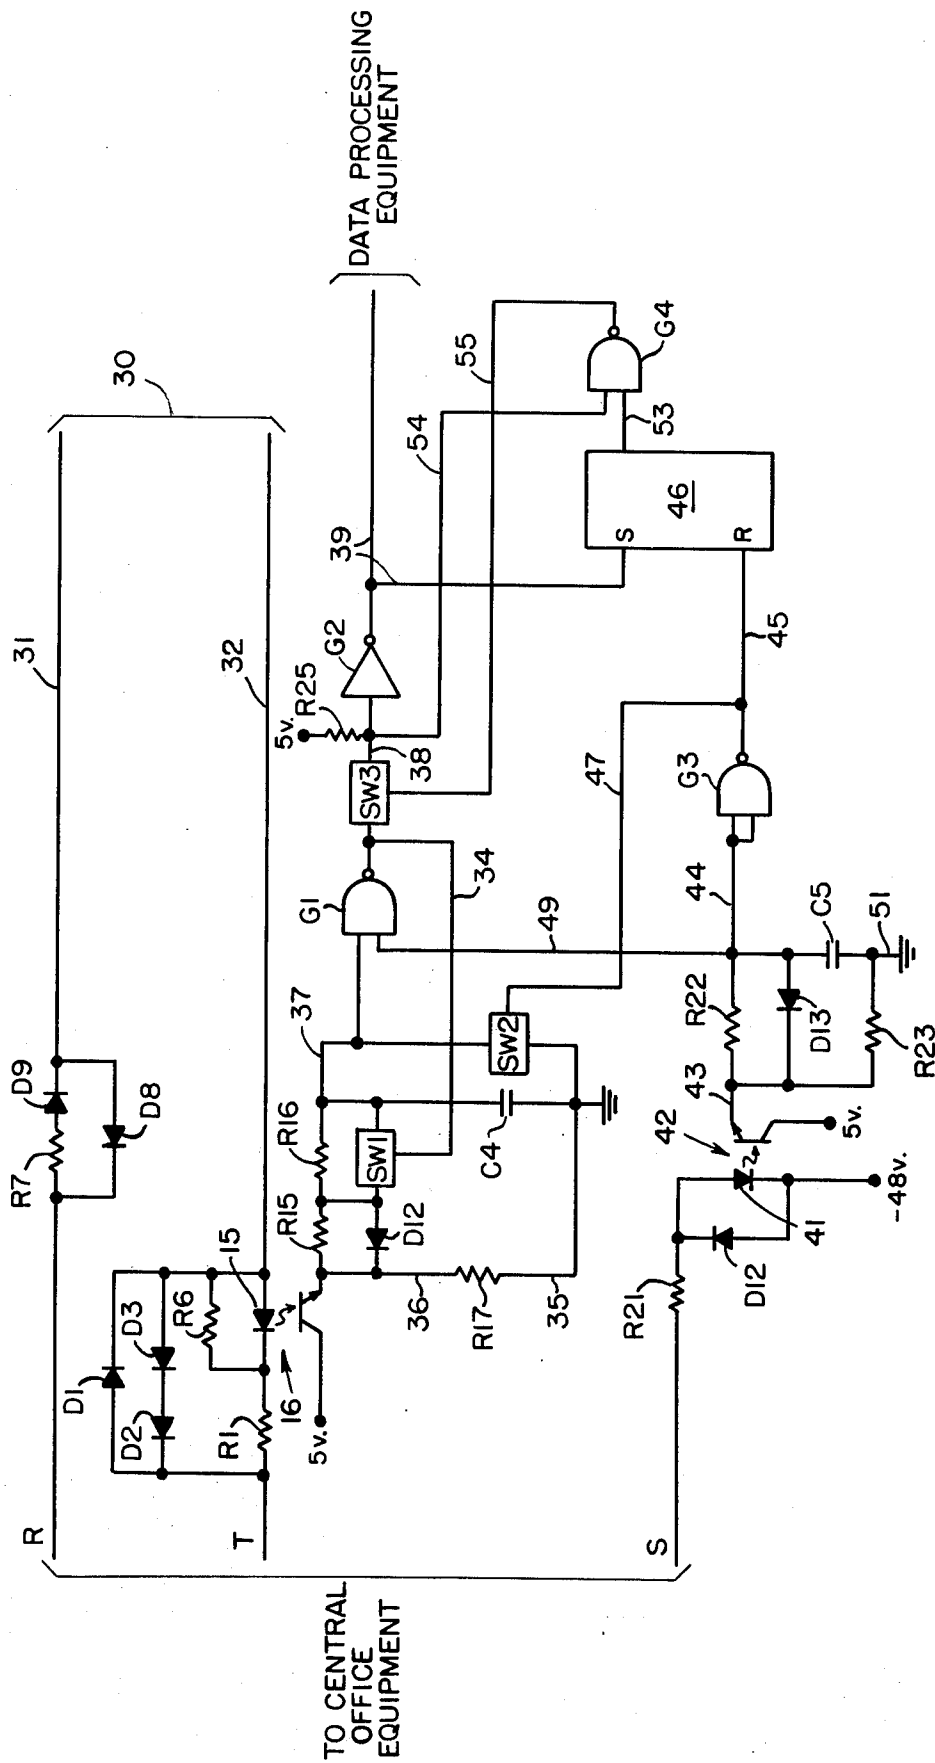 TO CENTRAL
OFFICE
EQUIPMENT
R
T
S
R7
D9
D8
31
30
D1
D2
D3
R6
R1
15
32
16
5v.
R15
R16
37
D12
SW1
36
R17
35
C4
SW2
34
G1
49
SW3
38
5v.
R25
G2
39
54
55
47
DATA PROCESSING
EQUIPMENT
R21
D12
41
-48v.
42
5v.
43
R22
D13
R23
C5
51
44
G3
45
S
R
46
53
G4